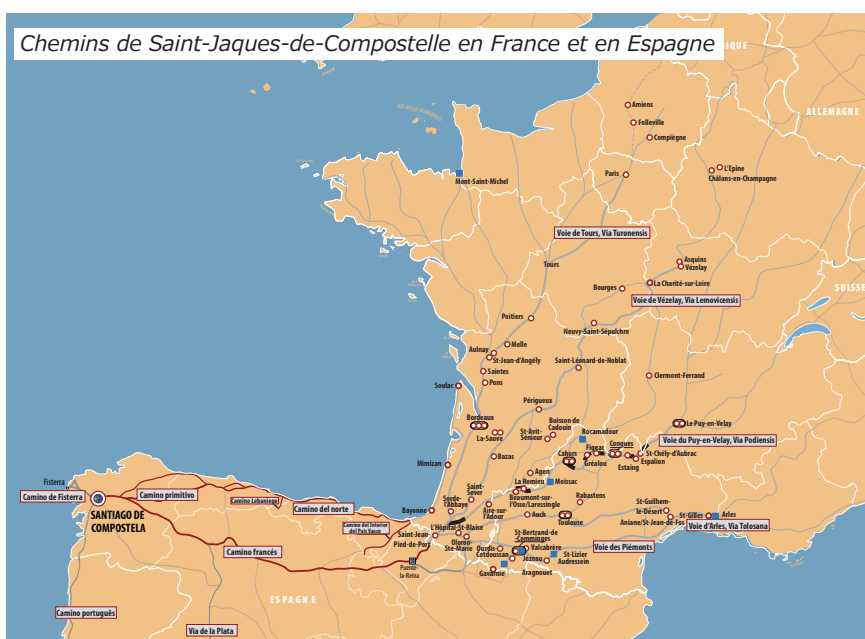 Chemins de Saint-Jaques-de-Compostelle en France et en Espagne
ALLEMAGNE
Amiens
Folleville
Compiègne
L'Epine
Châlons-en-Champagne
Paris
Mont-Saint-Michel
Voie de Tours, Via Turonensis
Tours
Asquins
Vézelay
La Charité-sur-Loire
Bourges
SUISSE
Voie de Vézelay, Via Lemovicensis
Poitiers
Neuvy-Saint-Sépulchre
Melle
Aulnay
St-Jean-d'Angély
Saint-Léonard-de-Noblat
Saintes
Pons
Clermont-Ferrand
Soulac
Périgueux
Bordeaux
Le Puy-en-Velay
La-Sauve
St-Avit-
Sénieur
Buisson de
Cadouin
Rocamadour
Voie du Puy-en-Velay, Via Podiensis
Conques
Figeac
St-Chély-d'Aubrac
Espalion
Estaing
Gréalou
Cahors
Bazas
Mimizan
Agen
Moissac
La Romieu
Beaumont-sur-
l'Osse/Laressingle
Rabastens
Saint-
Sever
Sorde-
l'Abbaye
Aire-sur-
l'Adour
Auch
Toulouse
St-Guilhem-
le-Désert
Aniane/St-Jean-de-Fos
St-Gilles
Arles
Voie d'Arles, Via Tolosana
Bayonne
Fisterra
Camino de Fisterra
SANTIAGO DE
COMPOSTELA
Camino primitivo
Camino Lebaniego
Camino del norte
Camino del Interior
del País Vasco
Camino francés
Saint-Jean-
Pied-de-Port
L'Hôpital-St-Blaise
Oloron-
Ste-Marie
Ourdis-
Cotdoussan
St-Bertrand-de-
Comminges
Valcabrère
Jézeau
St-Lizier
Audressein
Voie des Piémonts
Puente
la Reina
Gavarnie
Aragnouet
ESPAGNE
Camino portugués
Via de la Plata